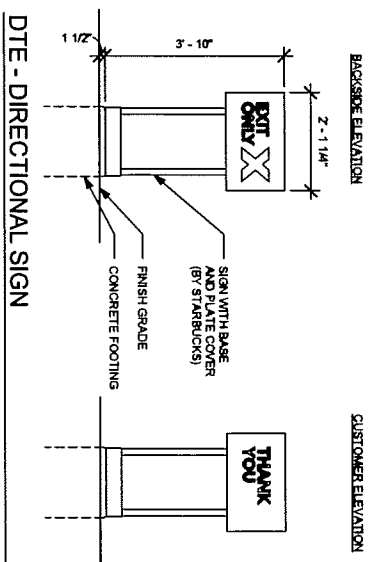 BACKSIDE ELEVATION
CUSTOMER ELEVATION
2' - 1 1/4"
3' - 10"
1 1/2"
EXIT
ONLY X
THANK
YOU
SIGN WITH BASE
AND PLATE COVER
(BY STARBUCKS)
FINISH GRADE
CONCRETE FOOTING
DTE - DIRECTIONAL SIGN